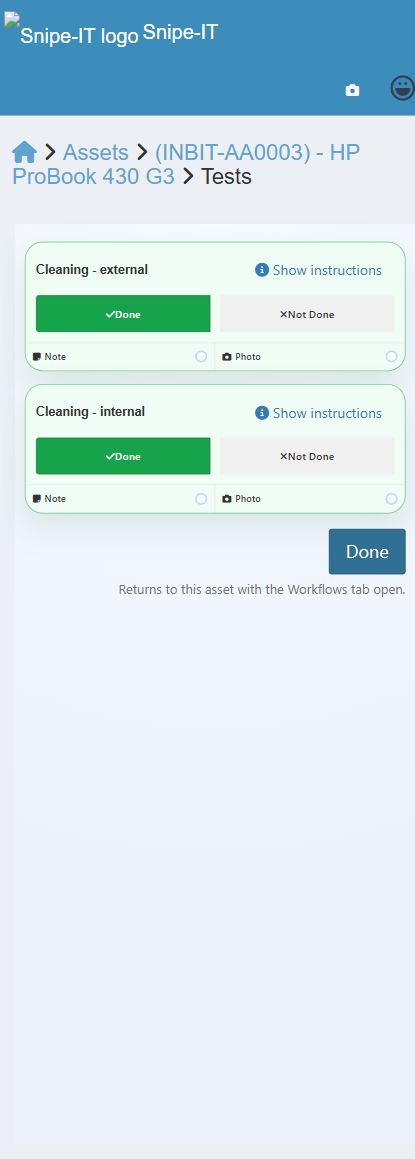 Snipe-IT logo Snipe-IT
Assets (INBIT-AA0003) - HP
ProBook 430 G3 Tests
Cleaning - external Show instructions
Done Not Done
Note Photo
Cleaning - internal Show instructions
Done Not Done
Note Photo
Done
Returns to this asset with the Workflows tab open.